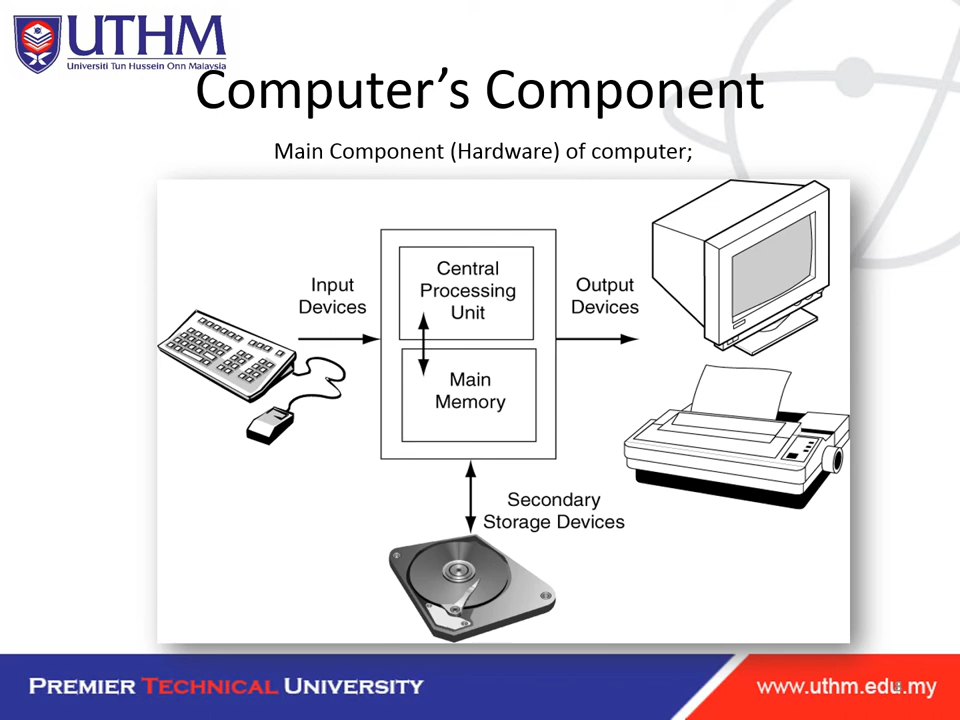 UTHM
Universiti Tun Hussein Onn Malaysia
Computer’s Component
Main Component (Hardware) of computer;
Input
Devices
Central
Processing
Unit
Main
Memory
Output
Devices
Secondary
Storage Devices
PREMIER TECHNICAL UNIVERSITY
www.uthm.edu.my